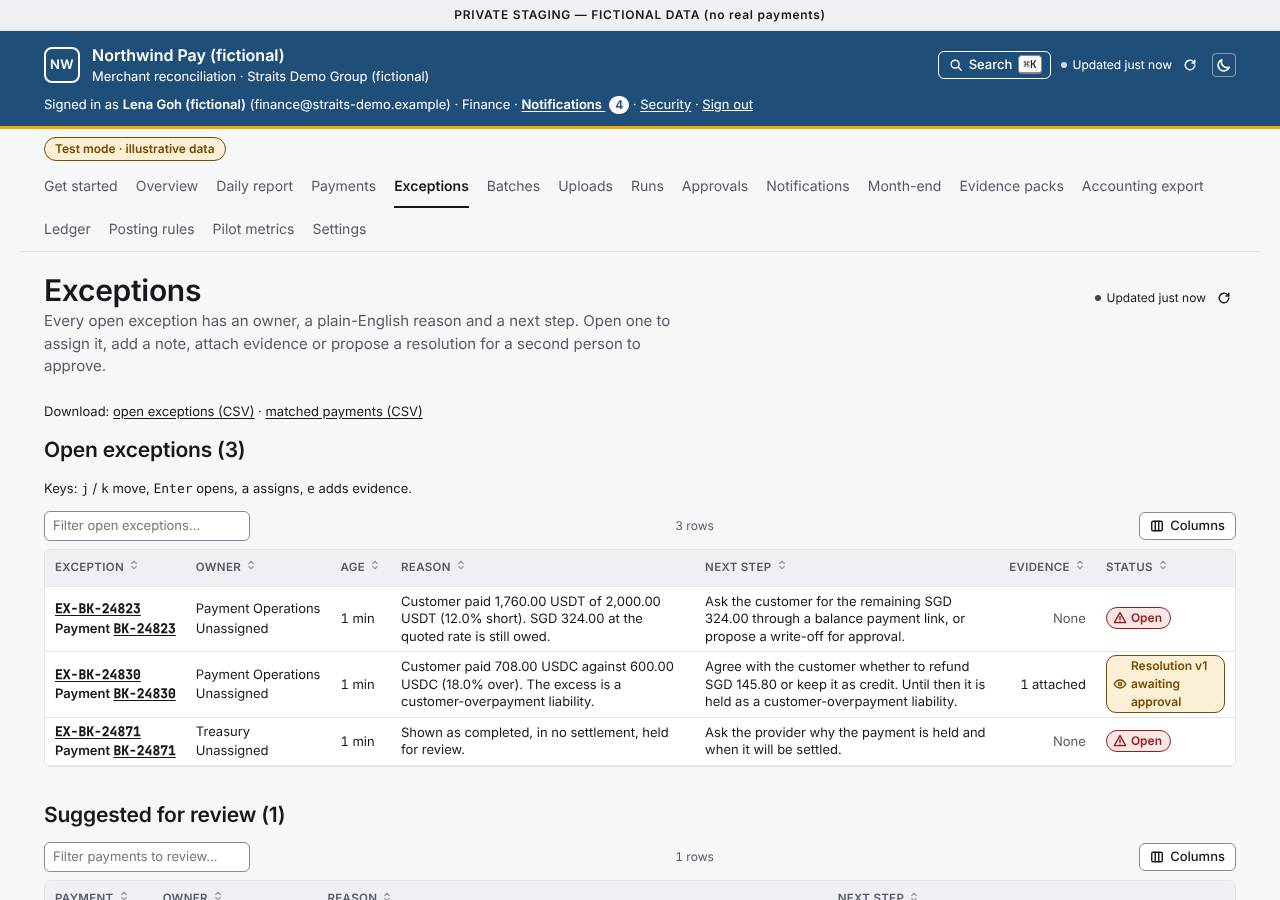 PRIVATE STAGING — FICTIONAL DATA (no real payments)
NW
Northwind Pay (fictional)
Merchant reconciliation · Straits Demo Group (fictional)
Search ⌘K
Updated just now
Signed in as Lena Goh (fictional) (finance@straits-demo.example) · Finance · Notifications 4 · Security · Sign out
Test mode · illustrative data
Get started Overview Daily report Payments Exceptions Batches Uploads Runs Approvals Notifications Month-end Evidence packs Accounting export
Ledger Posting rules Pilot metrics Settings
Exceptions
Updated just now
Every open exception has an owner, a plain-English reason and a next step. Open one to
assign it, add a note, attach evidence or propose a resolution for a second person to
approve.
Download: open exceptions (CSV) · matched payments (CSV)
Open exceptions (3)
Keys: j / k move, Enter opens, a assigns, e adds evidence.
Filter open exceptions...
3 rows
Columns
EXCEPTION OWNER AGE REASON NEXT STEP EVIDENCE STATUS
EX-BK-24823
Payment BK-24823
Payment Operations
Unassigned
1 min
Customer paid 1,760.00 USDT of 2,000.00
USDT (12.0% short). SGD 324.00 at the
quoted rate is still owed.
Ask the customer for the remaining SGD
324.00 through a balance payment link, or
propose a write-off for approval.
None
Open
EX-BK-24830
Payment BK-24830
Payment Operations
Unassigned
1 min
Customer paid 708.00 USDC against 600.00
USDC (18.0% over). The excess is a
customer-overpayment liability.
Agree with the customer whether to refund
SGD 145.80 or keep it as credit. Until then it is
held as a customer-overpayment liability.
1 attached
Resolution v1
awaiting
approval
EX-BK-24871
Payment BK-24871
Treasury
Unassigned
1 min
Shown as completed, in no settlement, held
for review.
Ask the provider why the payment is held and
when it will be settled.
None
Open
Suggested for review (1)
Filter payments to review...
1 rows
Columns
PAYMENT OWNER REASON NEXT STEP